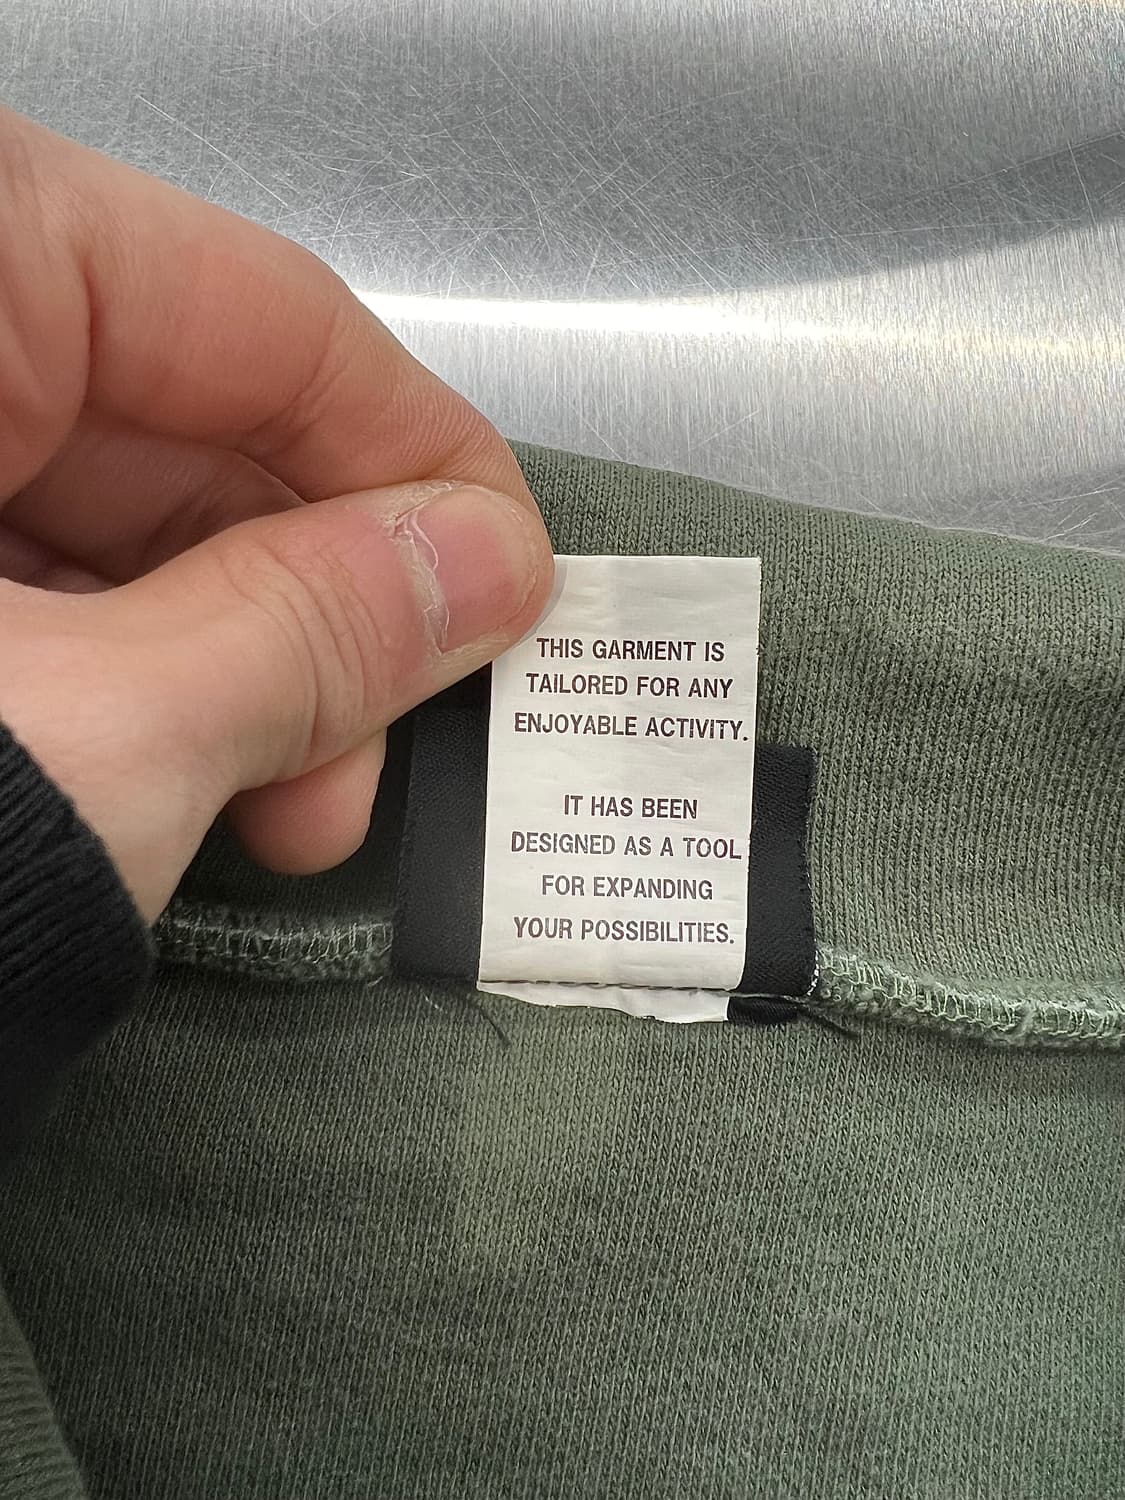 THIS GARMENT IS
TAILORED FOR ANY
ENJOYABLE ACTIVITY.
IT HAS BEEN
DESIGNED AS A TOOL
FOR EXPANDING
YOUR POSSIBILITIES.